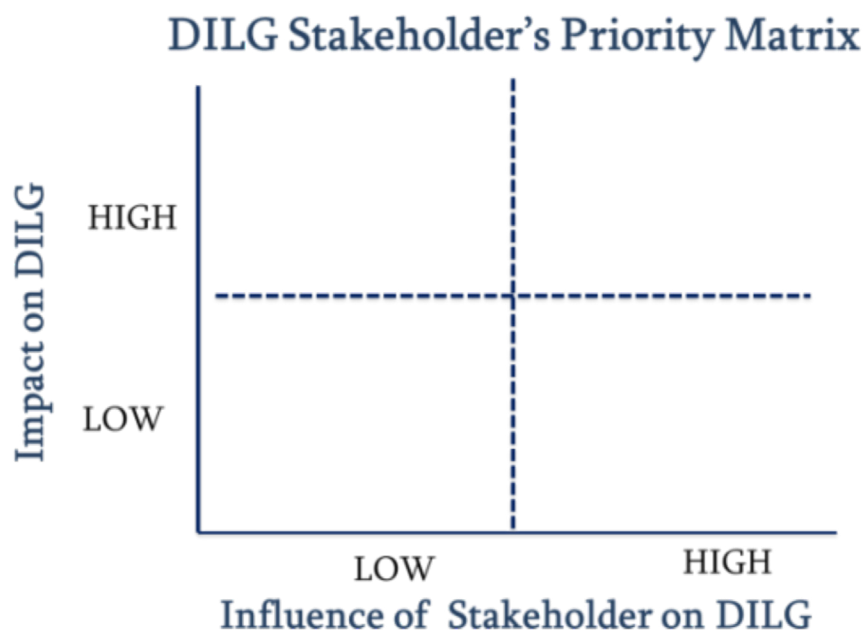 DILG Stakeholder's Priority Matrix
Impact on DILG
HIGH
LOW
LOW
HIGH
Influence of Stakeholder on DILG